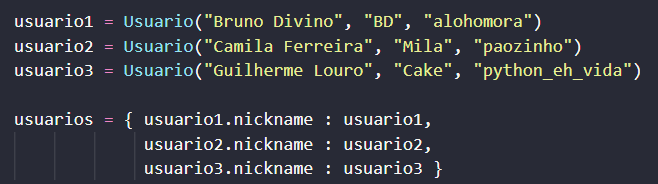 usuario1 = Usuario("Bruno Divino", "BD", "alohomora")
usuario2 = Usuario("Camila Ferreira", "Mila", "paozinho")
usuario3 = Usuario("Guilherme Louro", "Cake", "python_eh_vida")
usuarios = { usuario1.nickname : usuario1,
usuario2.nickname : usuario2,
usuario3.nickname : usuario3 }